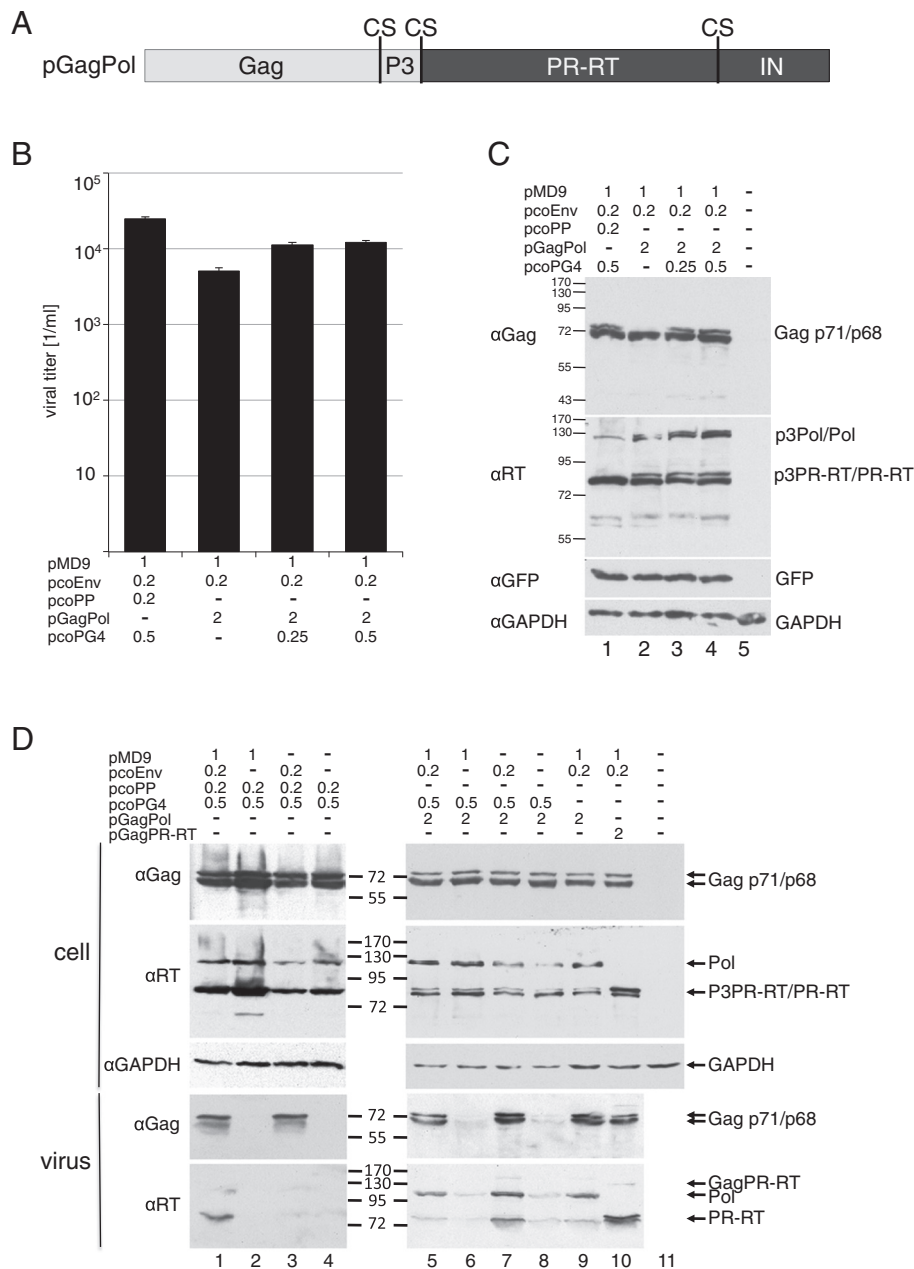 A
CS CS CS
pGagPol Gag P3 PR-RT IN
B
10⁵
10⁴
10³
10²
10
viral titer [1/ml]
pMD9 1 1 1 1
pcoEnv 0.2 0.2 0.2 0.2
pcoPP 0.2 - - -
pGagPol - 2 2 2
pcoPG4 0.5 - 0.25 0.5
C
pMD9 1 1 1 1 -
pcoEnv 0.2 0.2 0.2 0.2 -
pcoPP 0.2 - - - -
pGagPol - 2 2 2 -
pcoPG4 0.5 - 0.25 0.5 -
170
130
95
αGag 72 Gag p71/p68
55
43
170
130 p3Pol/Pol
95
αRT p3PR-RT/PR-RT
72
55
αGFP GFP
αGAPDH GAPDH
1 2 3 4 5
D
pMD9 1 1 - - 1 1 - - 1 1 -
pcoEnv 0.2 - 0.2 - 0.2 - 0.2 - 0.2 0.2 -
pcoPP 0.2 0.2 0.2 0.2 - - - - - - -
pcoPG4 0.5 0.5 0.5 0.5 0.5 0.5 0.5 0.5 - - -
pGagPol - - - - 2 2 2 2 2 - -
pGagPR-RT - - - - - - - - - 2 -
cell
αGag 72 Gag p71/p68
55
170
130 Pol
αRT 95
P3PR-RT/PR-RT
72
αGAPDH GAPDH
virus
αGag 72 Gag p71/p68
55
170
130 GagPR-RT
αRT 95 Pol
72 PR-RT
1 2 3 4 5 6 7 8 9 10 11